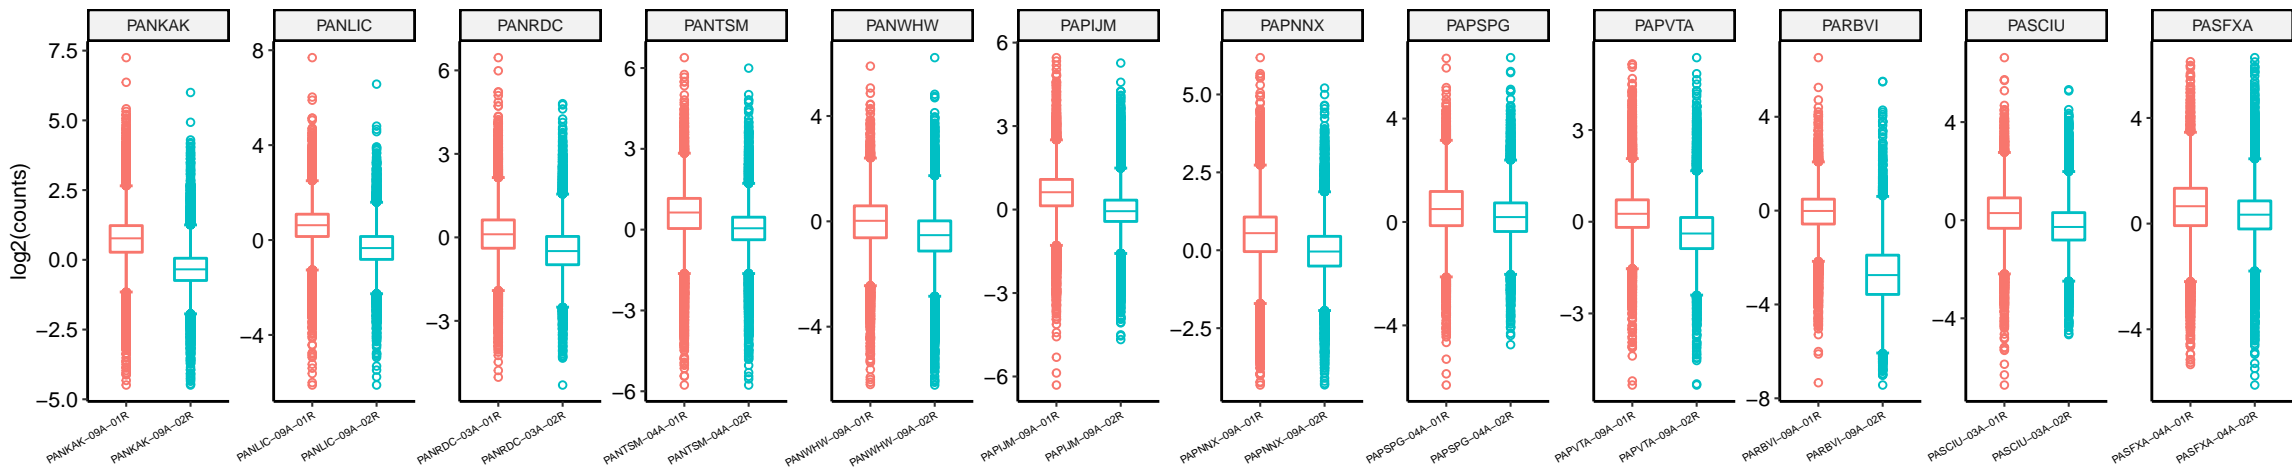 PANKAK PANLIC PANRDC PANTSM PANWHW PAPIJM PAPNNX PAPSPG PAPVTA PARBVI PASCIU PASFXA
log2(counts)
7.5
5.0
2.5
0.0
−2.5
−5.0
8
4
0
−4
6
3
0
−3
6
3
0
−3
−6
4
0
−4
6
3
0
−3
−6
5.0
2.5
0.0
−2.5
4
0
−4
3
0
−3
4
0
−4
−8
4
0
−4
4
0
−4
PANKAK−09A−01R
PANKAK−09A−02R
PANLIC−09A−01R
PANLIC−09A−02R
PANRDC−03A−01R
PANRDC−03A−02R
PANTSM−04A−01R
PANTSM−04A−02R
PANWHW−09A−01R
PANWHW−09A−02R
PAPIJM−09A−01R
PAPIJM−09A−02R
PAPNNX−09A−01R
PAPNNX−09A−02R
PAPSPG−04A−01R
PAPSPG−04A−02R
PAPVTA−09A−01R
PAPVTA−09A−02R
PARBVI−09A−01R
PARBVI−09A−02R
PASCIU−03A−01R
PASCIU−03A−02R
PASFXA−04A−01R
PASFXA−04A−02R